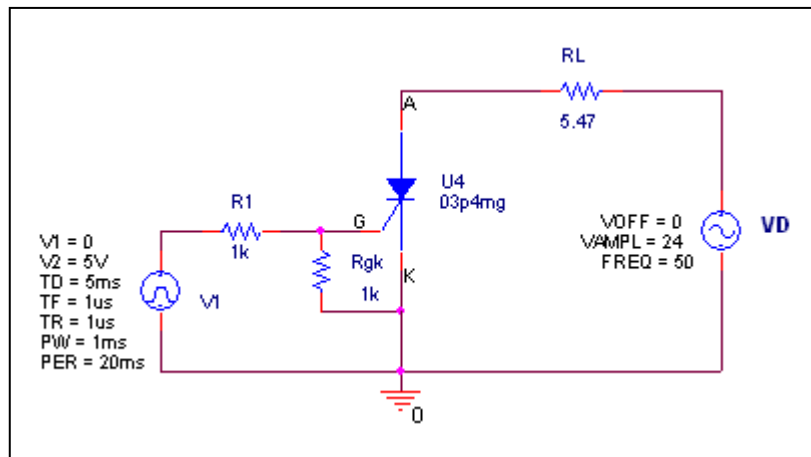 RL
5.47
A
U4
03p4mg
R1
1k
G
Rgk
1k
K
V1 = 0
V2 = 5V
TD = 5ms
TF = 1us
TR = 1us
PW = 1ms
PER = 20ms
V1
VOFF = 0
VAMPL = 24
FREQ = 50
VD
0